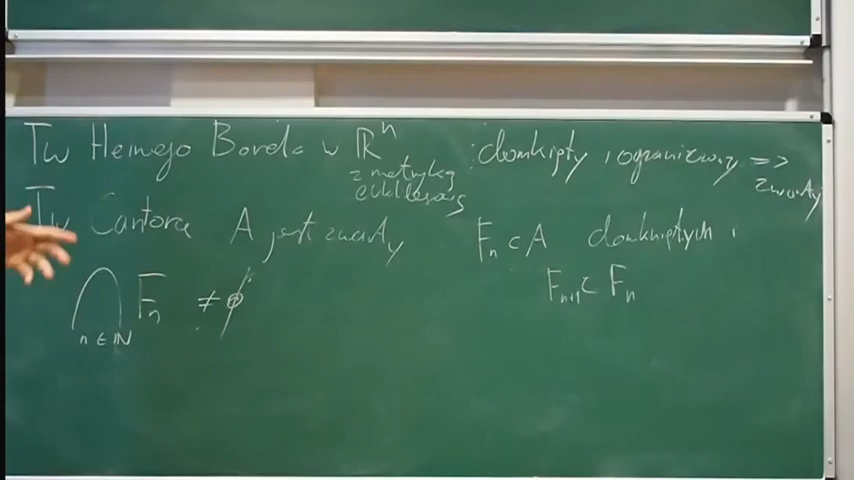 Tw Heinego Borela w ℝⁿ : domknięty i ograniczony =>
z metryką
euklidesową
zwarty
Tw Cantora A jest zwarty Fₙ ⊂ A domkniętych i
Fₙ₊₁ ⊂ Fₙ
⋂ Fₙ ≠ ∅
n ∈ ℕ